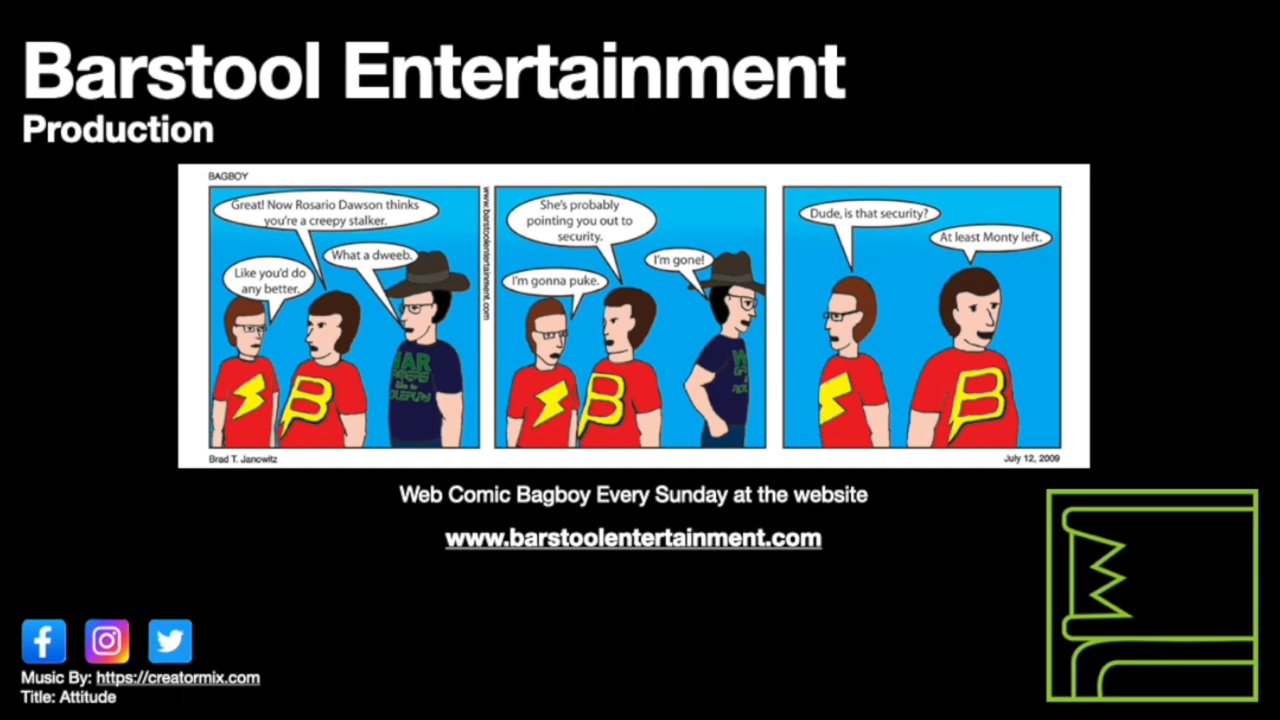 Barstool Entertainment
Production
BAGBOY
Great! Now Rosario Dawson thinks
you're a creepy stalker.
What a dweeb.
Like you'd do
any better.
www.barstoolentertainment.com
She's probably
pointing you out to
security.
I'm gone!
I'm gonna puke.
Dude, is that security?
At least Monty left.
B
B
B
Brad T. Janowitz
July 12, 2009
Web Comic Bagboy Every Sunday at the website
www.barstoolentertainment.com
Music By: https://creatormix.com
Title: Attitude